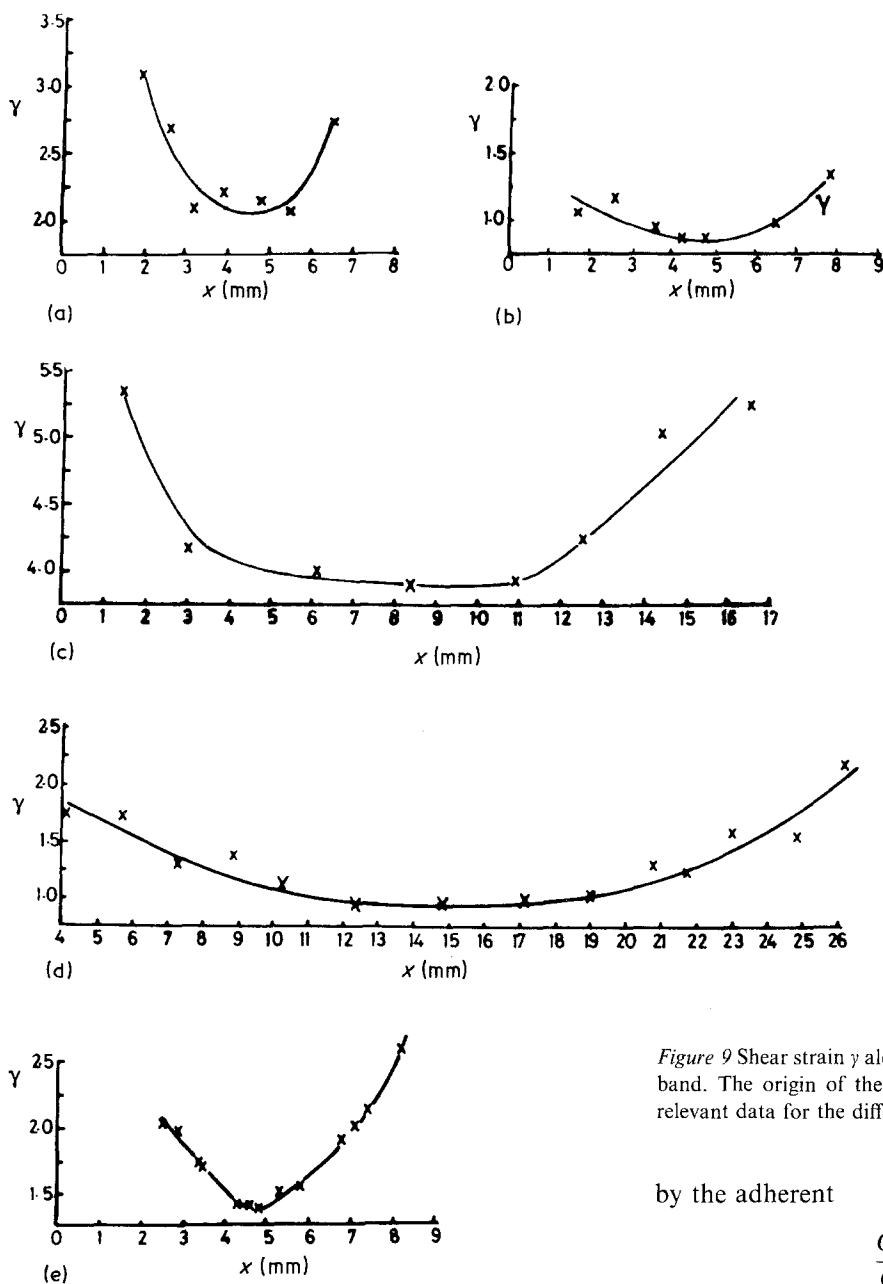 3.5
3.0
γ
2.5
2.0
0 1 2 3 4 5 6 7 8
x (mm)
(a)
2.0
γ
1.5
1.0
γ
0 1 2 3 4 5 6 7 8 9
x (mm)
(b)
5.5
γ
5.0
4.5
4.0
0 1 2 3 4 5 6 7 8 9 10 11 12 13 14 15 16 17
x (mm)
(c)
2.5
2.0
γ
1.5
1.0
4 5 6 7 8 9 10 11 12 13 14 15 16 17 18 19 20 21 22 23 24 25 26
x (mm)
(d)
2.5
γ
2.0
1.5
0 1 2 3 4 5 6 7 8 9
x (mm)
(e)
Figure 9 Shear strain γ al
band. The origin of the
relevant data for the diff
by the adherent